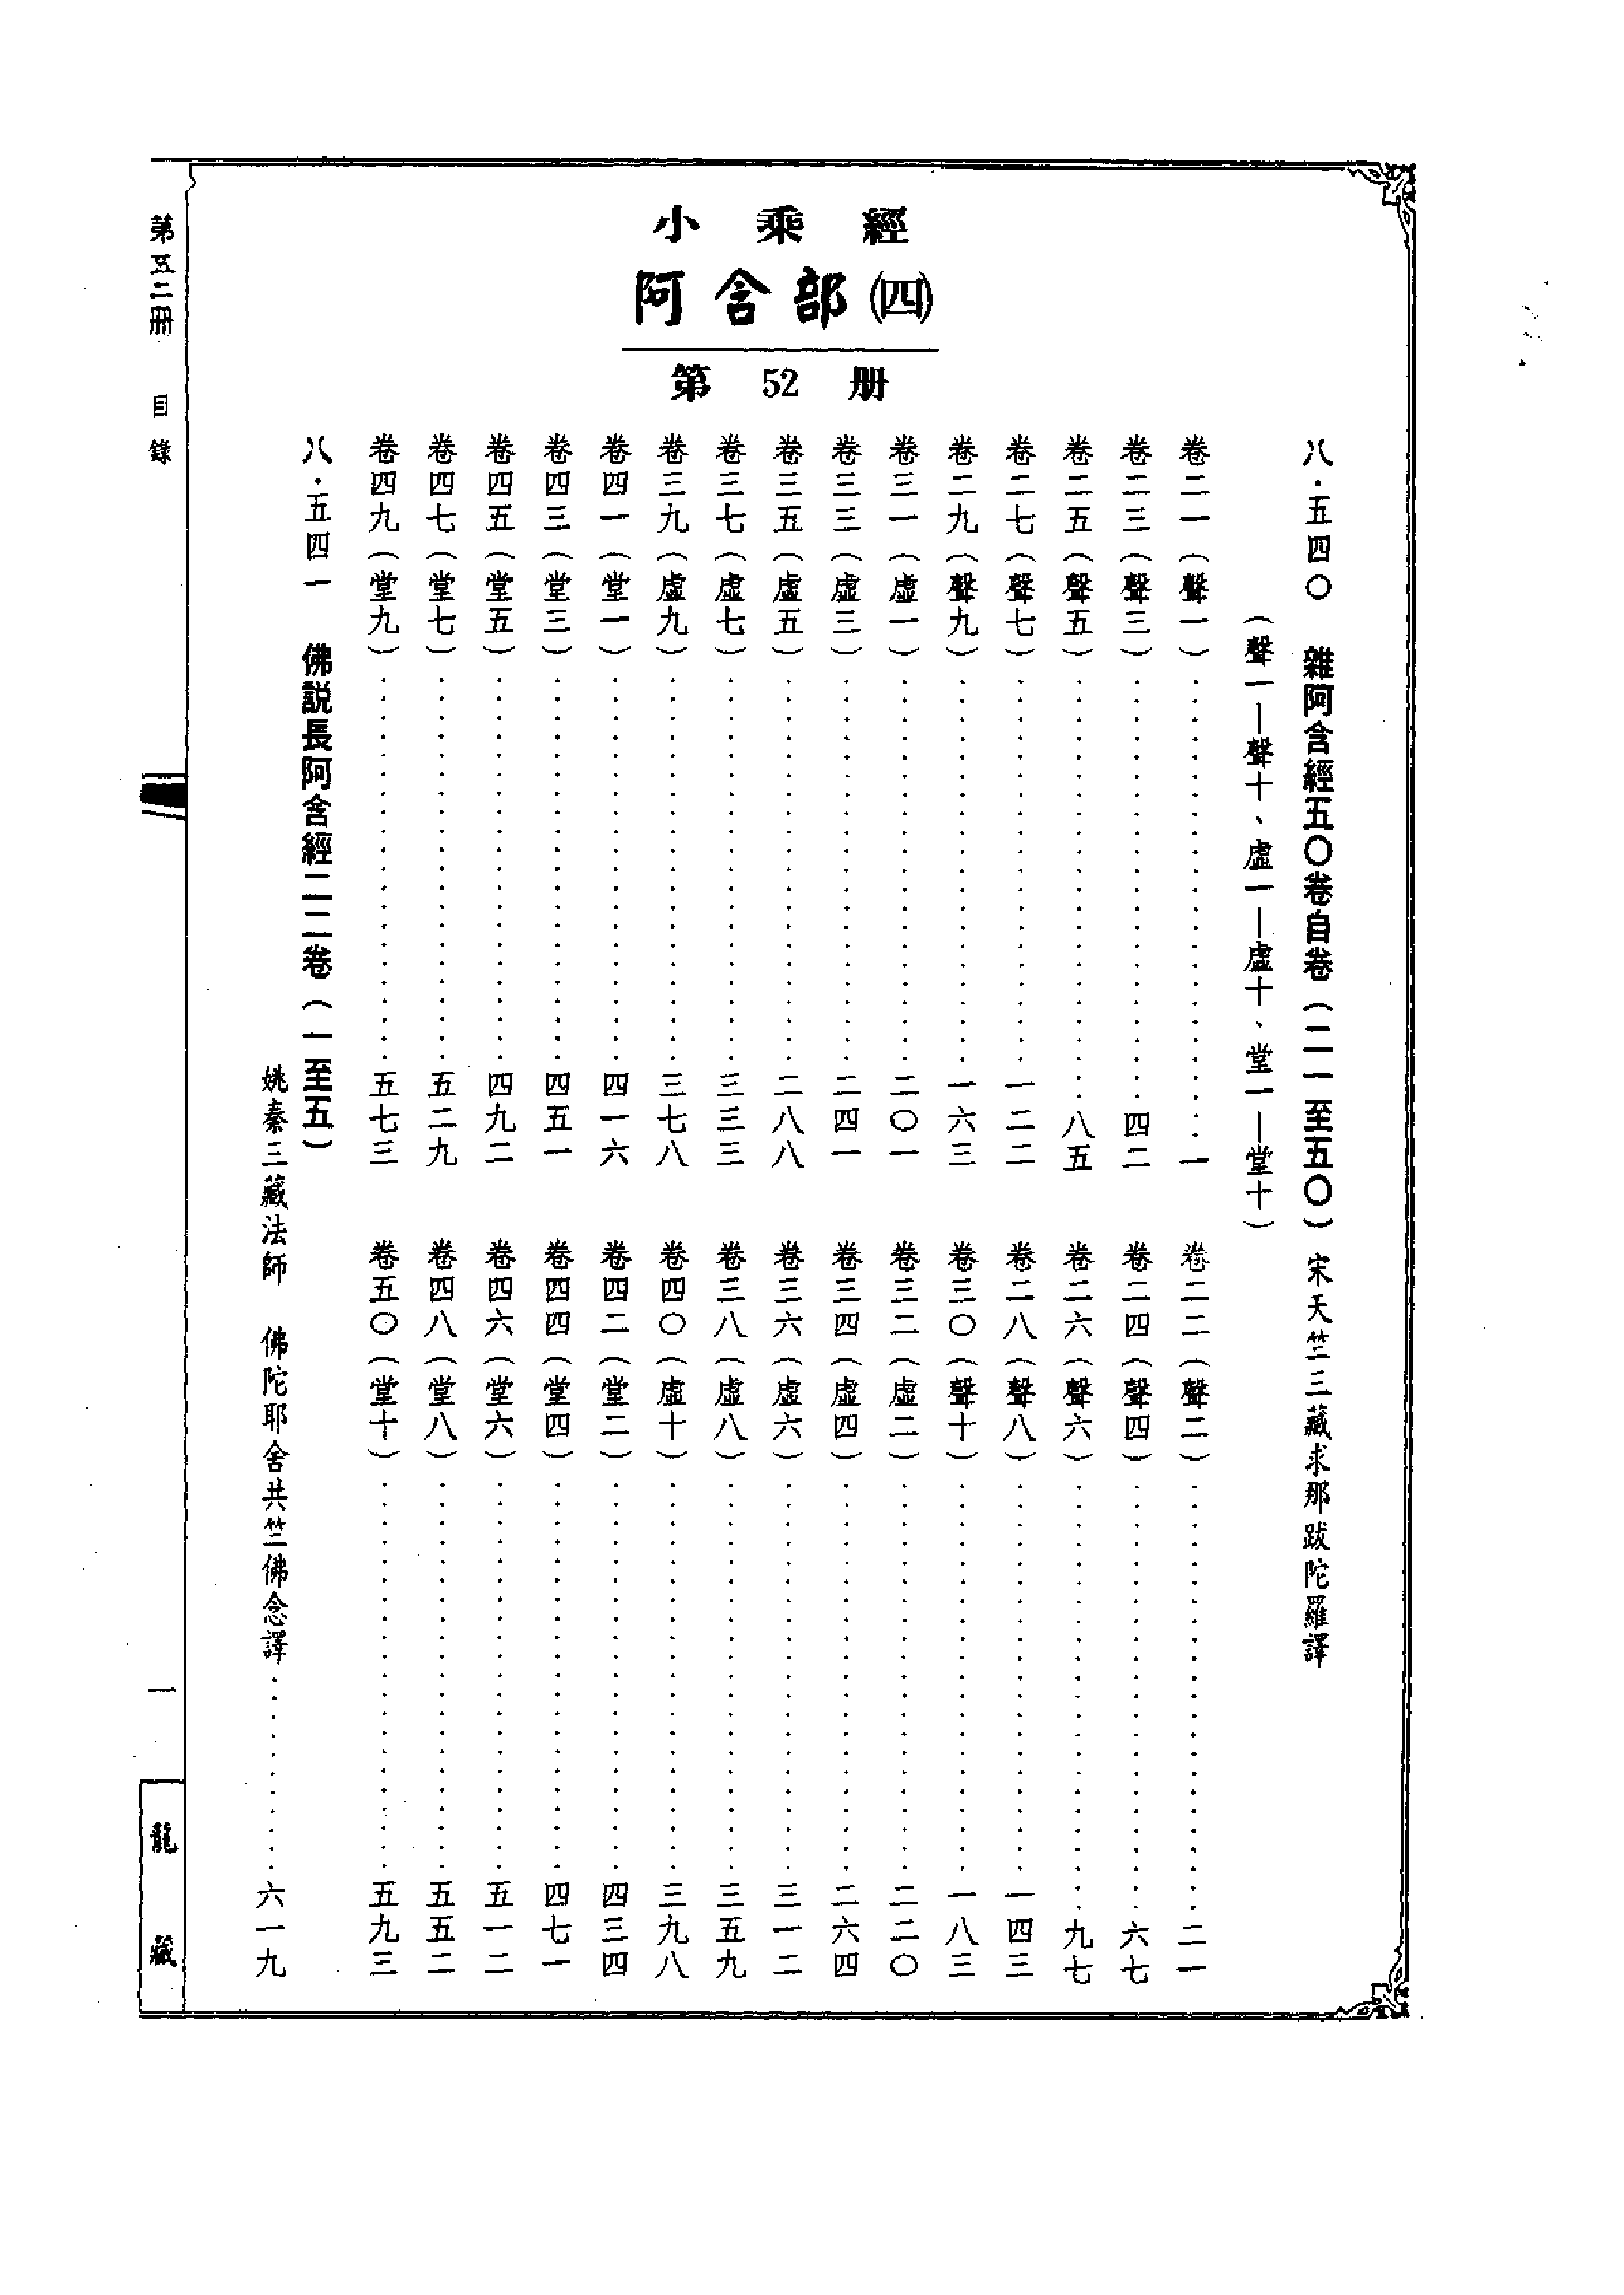 小乘經
阿含部(四)
第52册
八·五四〇　雜阿含經五〇卷自卷(二一至五〇)宋天竺三藏求那跋陀羅譯
(聲一—聲十、虛一—虛十、堂一—堂十)
卷二一(聲一)……一　卷二二(聲二)……二一
卷二三(聲三)……四二　卷二四(聲四)……六七
卷二五(聲五)……八五　卷二六(聲六)……九七
卷二七(聲七)……一二二　卷二八(聲八)……一四三
卷二九(聲九)……一六三　卷三〇(聲十)……一八三
卷三一(虛一)……二〇一　卷三二(虛二)……二二〇
卷三三(虛三)……二四一　卷三四(虛四)……二六四
卷三五(虛五)……二八八　卷三六(虛六)……三一二
卷三七(虛七)……三三三　卷三八(虛八)……三五九
卷三九(虛九)……三七八　卷四〇(虛十)……三九八
卷四一(堂一)……四一六　卷四二(堂二)……四三四
卷四三(堂三)……四五一　卷四四(堂四)……四七一
卷四五(堂五)……四九二　卷四六(堂六)……五一二
卷四七(堂七)……五二九　卷四八(堂八)……五五二
卷四九(堂九)……五七三　卷五〇(堂十)……五九三
八·五四一　佛説長阿含經二二卷(一至五)
姚秦三藏法師　佛陀耶舍共竺佛念譯……六一九
第五二册　目録　一
龍藏